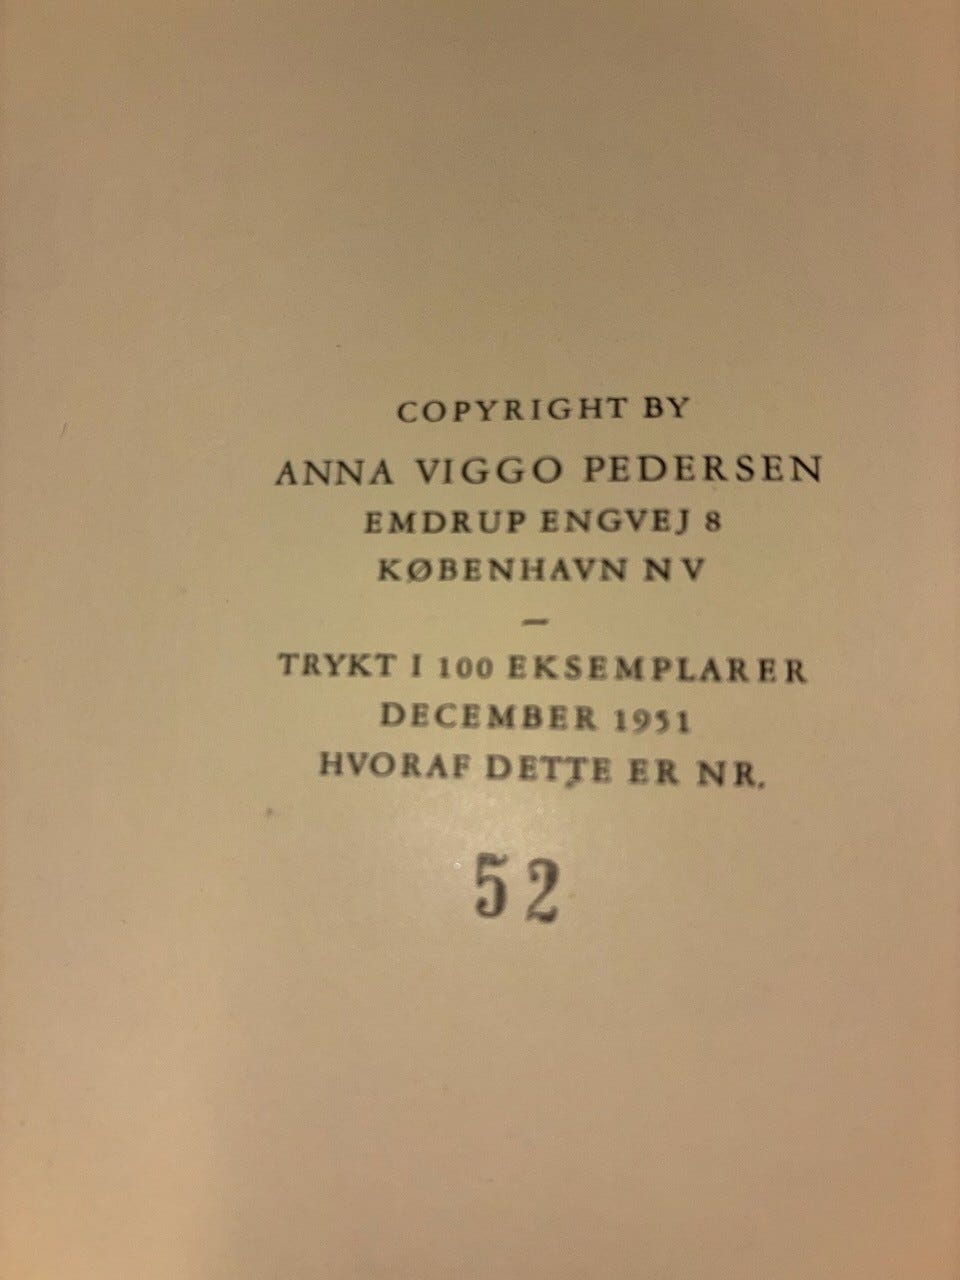 COPYRIGHT BY
ANNA VIGGO PEDERSEN
EMDRUP ENGVEJ 8
KØBENHAVN NV
—
TRYKT I 100 EKSEMPLARER
DECEMBER 1951
HVORAF DETTE ER NR.
52